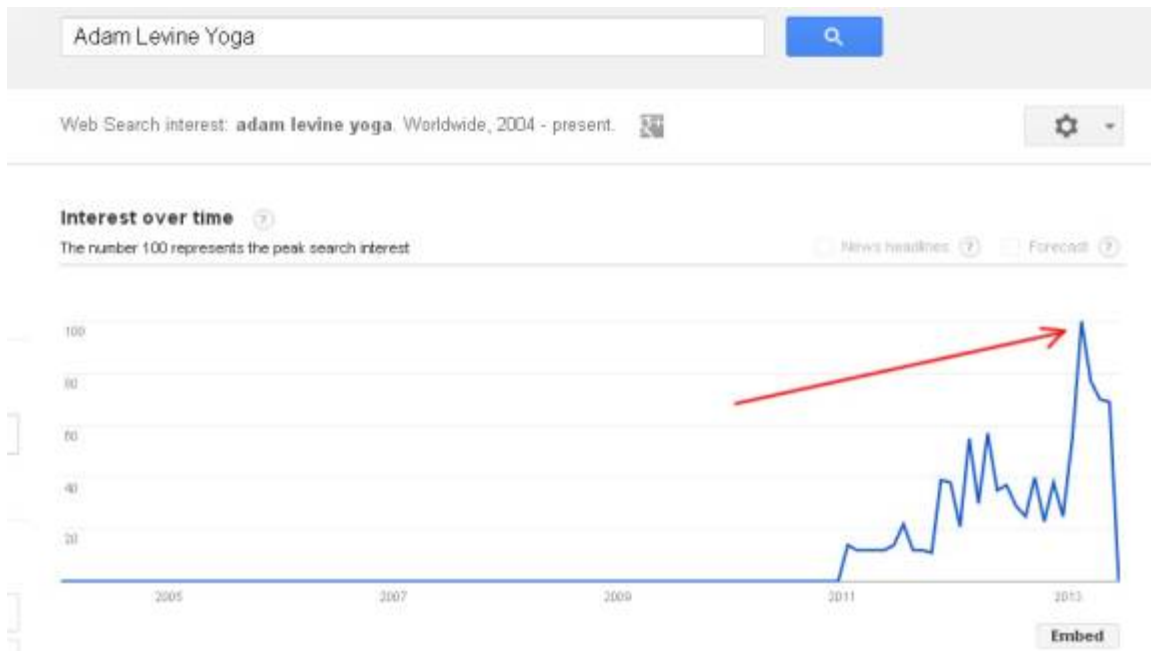 Adam Levine Yoga
Web Search interest: adam levine yoga. Worldwide, 2004 - present.
Interest over time ?
The number 100 represents the peak search interest
News headlines ? Forecast ?
100
80
60
40
20
2005 2007 2009 2011 2013
Embed